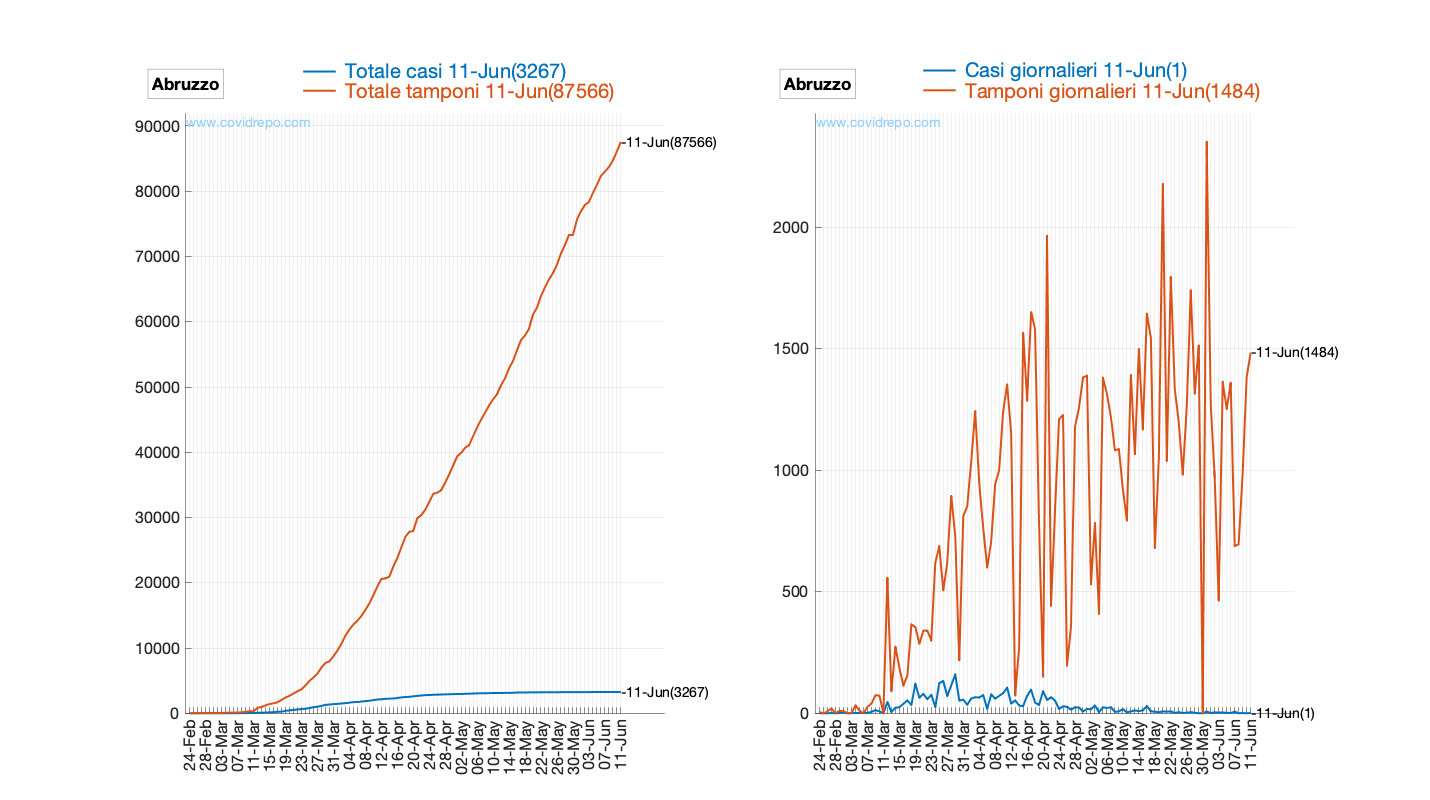 Abruzzo
Totale casi 11-Jun(3267)
Totale tamponi 11-Jun(87566)
www.covidrepo.com
90000
80000
70000
60000
50000
40000
30000
20000
10000
0
-11-Jun(87566)
-11-Jun(3267)
24-Feb
28-Feb
03-Mar
07-Mar
11-Mar
15-Mar
19-Mar
23-Mar
27-Mar
31-Mar
04-Apr
08-Apr
12-Apr
16-Apr
20-Apr
24-Apr
28-Apr
02-May
06-May
10-May
14-May
18-May
22-May
26-May
30-May
03-Jun
07-Jun
11-Jun
Abruzzo
Casi giornalieri 11-Jun(1)
Tamponi giornalieri 11-Jun(1484)
www.covidrepo.com
2000
1500
1000
500
0
-11-Jun(1484)
-11-Jun(1)
24-Feb
28-Feb
03-Mar
07-Mar
11-Mar
15-Mar
19-Mar
23-Mar
27-Mar
31-Mar
04-Apr
08-Apr
12-Apr
16-Apr
20-Apr
24-Apr
28-Apr
02-May
06-May
10-May
14-May
18-May
22-May
26-May
30-May
03-Jun
07-Jun
11-Jun